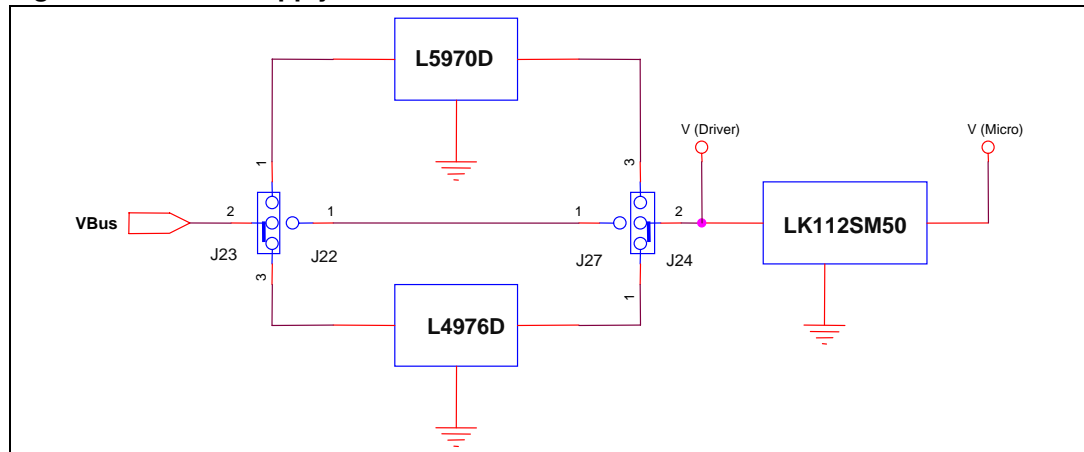 L5970D
V (Driver)
V (Micro)
1
3
VBus
2
1
1
2
LK112SM50
J23
J22
J27
J24
3
1
L4976D